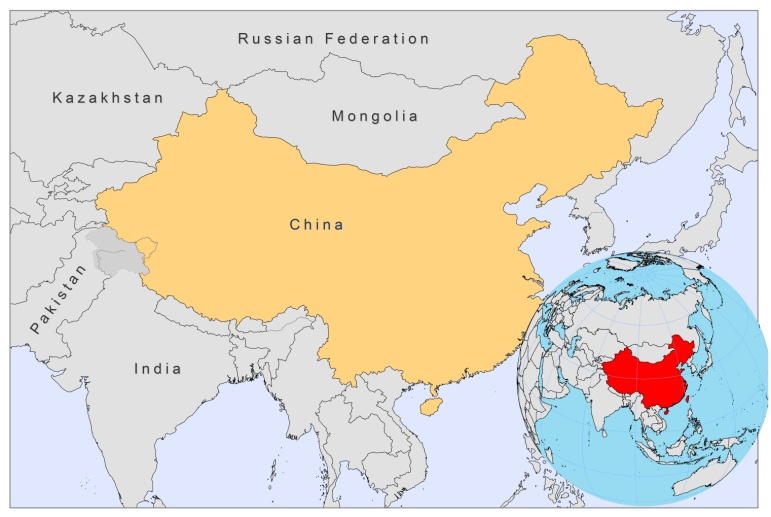 Russian Federation
Kazakhstan
Mongolia
China
Pakistan
India